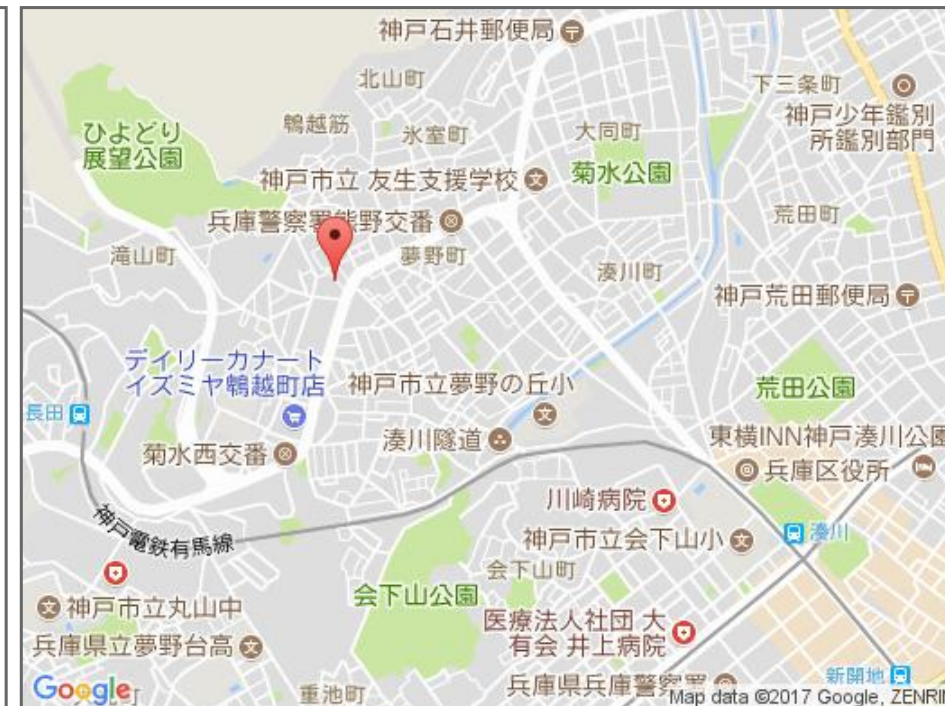 神戸石井郵便局
北山町
下三条町
神戸少年鑑別
所鑑別部門
ひよどり
展望公園
鵯越筋
氷室町
大同町
神戸市立 友生支援学校
菊水公園
兵庫警察署熊野交番
荒田町
滝山町
夢野町
湊川町
神戸荒田郵便局
デイリーカナート
イズミヤ鵯越町店
神戸市立夢野の丘小
荒田公園
長田
菊水西交番
湊川隧道
東横INN神戸湊川公園
兵庫区役所
川崎病院
神戸電鉄有馬線
神戸市立会下山小
湊川
会下山町
会下山公園
神戸市立丸山中
医療法人社団 大
有会 井上病院
兵庫県立夢野台高
新開地
Google
重池町
兵庫県兵庫警察署
Map data ©2017 Google, ZENRIN